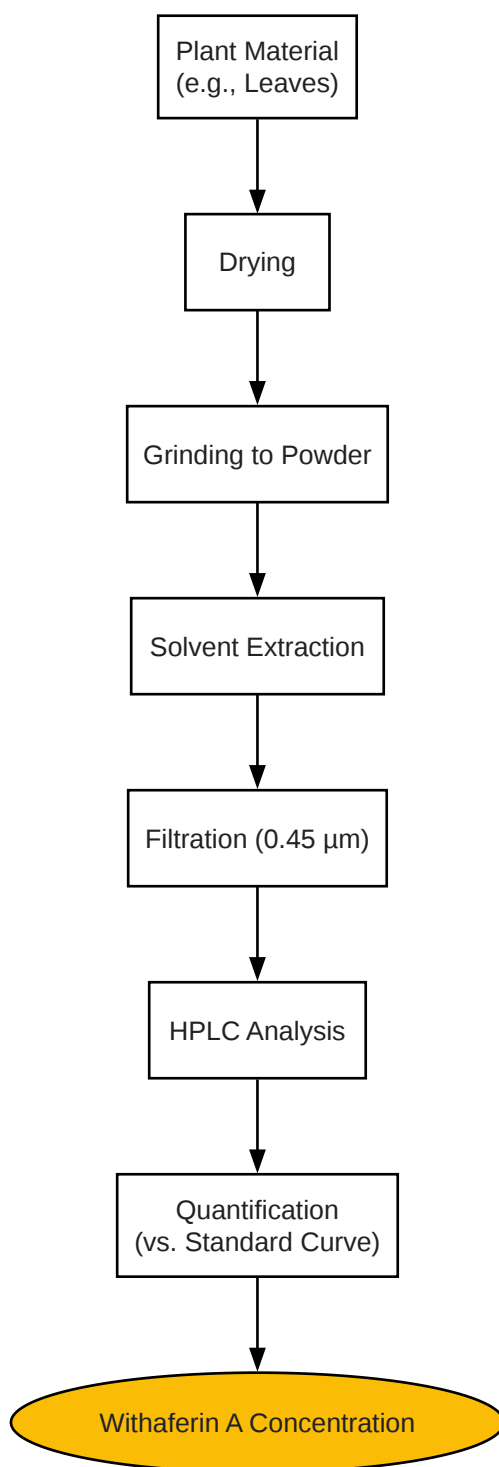 Plant Material
(e.g., Leaves)
Drying
Grinding to Powder
Solvent Extraction
Filtration (0.45 µm)
HPLC Analysis
Quantification
(vs. Standard Curve)
Withaferin A Concentration